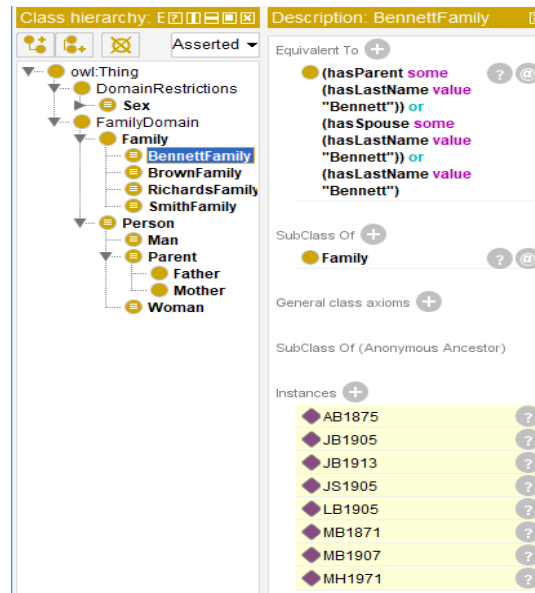 Class hierarchy: E
Asserted
owl:Thing
DomainRestrictions
Sex
FamilyDomain
Family
BennettFamily
BrownFamily
RichardsFamily
SmithFamily
Person
Man
Parent
Father
Mother
Woman
Description: BennettFamily
Equivalent To
(hasParent some
(hasLastName value
"Bennett")) or
(hasSpouse some
(hasLastName value
"Bennett")) or
(hasLastName value
"Bennett")
SubClass Of
Family
General class axioms
SubClass Of (Anonymous Ancestor)
Instances
AB1875
JB1905
JB1913
JS1905
LB1905
MB1871
MB1907
MH1971